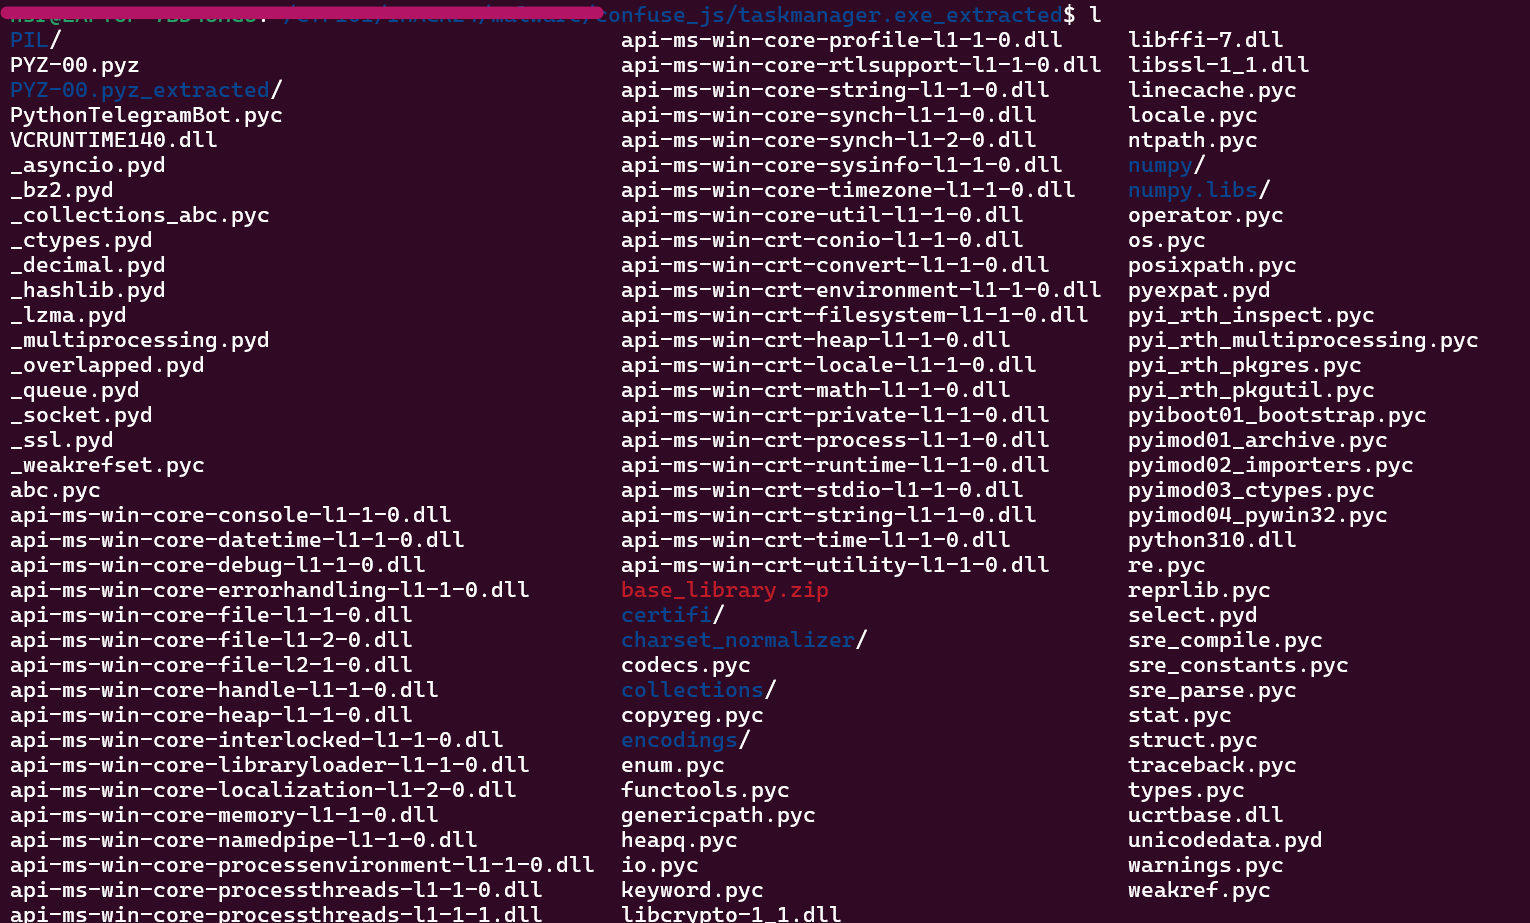 confuse_js/taskmanager.exe_extracted$ l
PIL/
PYZ-00.pyz
PYZ-00.pyz_extracted/
PythonTelegramBot.pyc
VCRUNTIME140.dll
_asyncio.pyd
_bz2.pyd
_collections_abc.pyc
_ctypes.pyd
_decimal.pyd
_hashlib.pyd
_lzma.pyd
_multiprocessing.pyd
_overlapped.pyd
_queue.pyd
_socket.pyd
_ssl.pyd
_weakrefset.pyc
abc.pyc
api-ms-win-core-console-l1-1-0.dll
api-ms-win-core-datetime-l1-1-0.dll
api-ms-win-core-debug-l1-1-0.dll
api-ms-win-core-errorhandling-l1-1-0.dll
api-ms-win-core-file-l1-1-0.dll
api-ms-win-core-file-l1-2-0.dll
api-ms-win-core-file-l2-1-0.dll
api-ms-win-core-handle-l1-1-0.dll
api-ms-win-core-heap-l1-1-0.dll
api-ms-win-core-interlocked-l1-1-0.dll
api-ms-win-core-libraryloader-l1-1-0.dll
api-ms-win-core-localization-l1-2-0.dll
api-ms-win-core-memory-l1-1-0.dll
api-ms-win-core-namedpipe-l1-1-0.dll
api-ms-win-core-processenvironment-l1-1-0.dll
api-ms-win-core-processthreads-l1-1-0.dll
api-ms-win-core-processthreads-l1-1-1.dll
api-ms-win-core-profile-l1-1-0.dll
api-ms-win-core-rtlsupport-l1-1-0.dll
api-ms-win-core-string-l1-1-0.dll
api-ms-win-core-synch-l1-1-0.dll
api-ms-win-core-synch-l1-2-0.dll
api-ms-win-core-sysinfo-l1-1-0.dll
api-ms-win-core-timezone-l1-1-0.dll
api-ms-win-core-util-l1-1-0.dll
api-ms-win-crt-conio-l1-1-0.dll
api-ms-win-crt-convert-l1-1-0.dll
api-ms-win-crt-environment-l1-1-0.dll
api-ms-win-crt-filesystem-l1-1-0.dll
api-ms-win-crt-heap-l1-1-0.dll
api-ms-win-crt-locale-l1-1-0.dll
api-ms-win-crt-math-l1-1-0.dll
api-ms-win-crt-private-l1-1-0.dll
api-ms-win-crt-process-l1-1-0.dll
api-ms-win-crt-runtime-l1-1-0.dll
api-ms-win-crt-stdio-l1-1-0.dll
api-ms-win-crt-string-l1-1-0.dll
api-ms-win-crt-time-l1-1-0.dll
api-ms-win-crt-utility-l1-1-0.dll
base_library.zip
certifi/
charset_normalizer/
codecs.pyc
collections/
copyreg.pyc
encodings/
enum.pyc
functools.pyc
genericpath.pyc
heapq.pyc
io.pyc
keyword.pyc
libcrypto-1_1.dll
libffi-7.dll
libssl-1_1.dll
linecache.pyc
locale.pyc
ntpath.pyc
numpy/
numpy.libs/
operator.pyc
os.pyc
posixpath.pyc
pyexpat.pyd
pyi_rth_inspect.pyc
pyi_rth_multiprocessing.pyc
pyi_rth_pkgres.pyc
pyi_rth_pkgutil.pyc
pyiboot01_bootstrap.pyc
pyimod01_archive.pyc
pyimod02_importers.pyc
pyimod03_ctypes.pyc
pyimod04_pywin32.pyc
python310.dll
re.pyc
reprlib.pyc
select.pyd
sre_compile.pyc
sre_constants.pyc
sre_parse.pyc
stat.pyc
struct.pyc
traceback.pyc
types.pyc
ucrtbase.dll
unicodedata.pyd
warnings.pyc
weakref.pyc